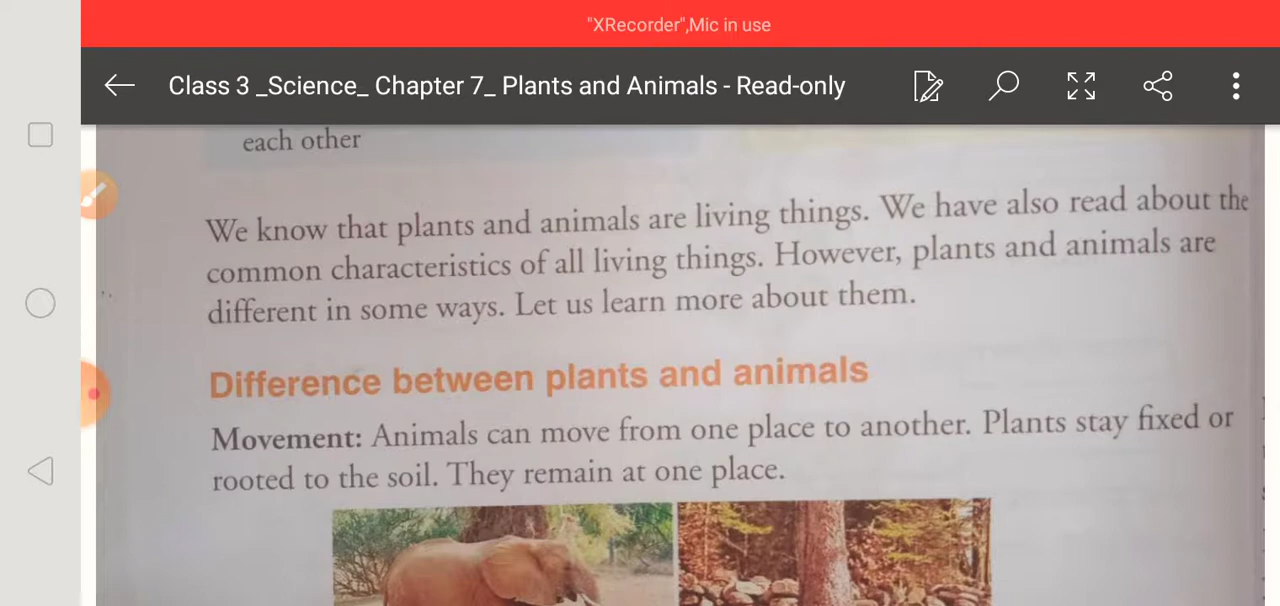 "XRecorder",Mic in use
Class 3 _Science_ Chapter 7_ Plants and Animals - Read-only
each other
We know that plants and animals are living things. We have also read about the
common characteristics of all living things. However, plants and animals are
different in some ways. Let us learn more about them.
Difference between plants and animals
Movement: Animals can move from one place to another. Plants stay fixed or
rooted to the soil. They remain at one place.